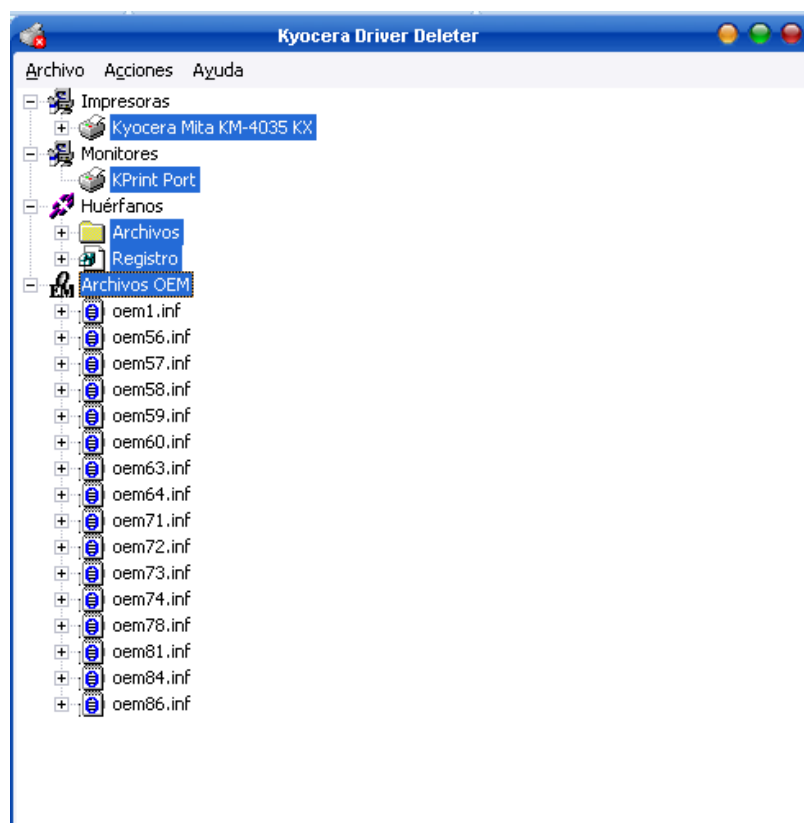 Kyocera Driver Deleter
Archivo Acciones Ayuda
Impresoras
Kyocera Mita KM-4035 KX
Monitores
KPrint Port
Huérfanos
Archivos
Registro
Archivos OEM
oem1.inf
oem56.inf
oem57.inf
oem58.inf
oem59.inf
oem60.inf
oem63.inf
oem64.inf
oem71.inf
oem72.inf
oem73.inf
oem74.inf
oem78.inf
oem81.inf
oem84.inf
oem86.inf